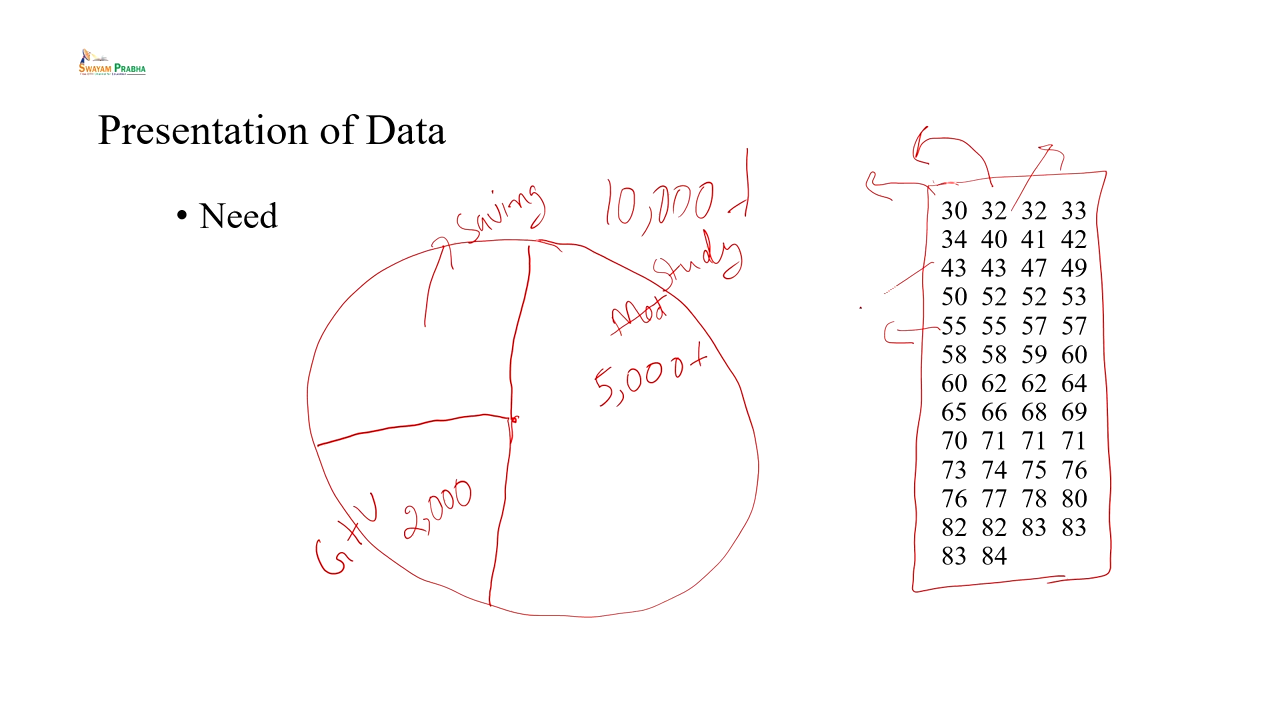 SWAYAM PRABHA
Presentation of Data
• Need
Saving
10,000
Study
5,000
2,000
G+V
30 32 32 33
34 40 41 42
43 43 47 49
50 52 52 53
55 55 57 57
58 58 59 60
60 62 62 64
65 66 68 69
70 71 71 71
73 74 75 76
76 77 78 80
82 82 83 83
83 84